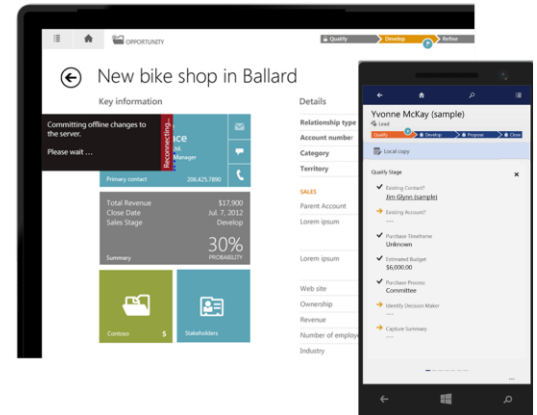 OPPORTUNITY
Qualify
Develop
Refine
P
New bike shop in Ballard
Key information
Details
Committing offline changes to
the server.
Please wait ...
Reconnecting...
Manager
Primary contact
206.425.7890
Total Revenue $17,900
Close Date Jul. 7, 2012
Sales Stage Develop
30%
Summary PROBABILITY
Contoso $
Stakeholders
Relationship type
Account number
Category
Territory
SALES
Parent Account
Lorem ipsum
Lorem ipsum
Web site
Ownership
Revenue
Number of employe
Industry
Yvonne McKay (sample)
Lead
Qualify
Develop
Propose
Close
Local copy
Qualify Stage
Existing Contact?
Jim Glynn (sample)
Existing Account?
---
Purchase Timeframe
Unknown
Estimated Budget
$6,000.00
Purchase Process
Committee
Identify Decision Maker
---
Capture Summary
---
...